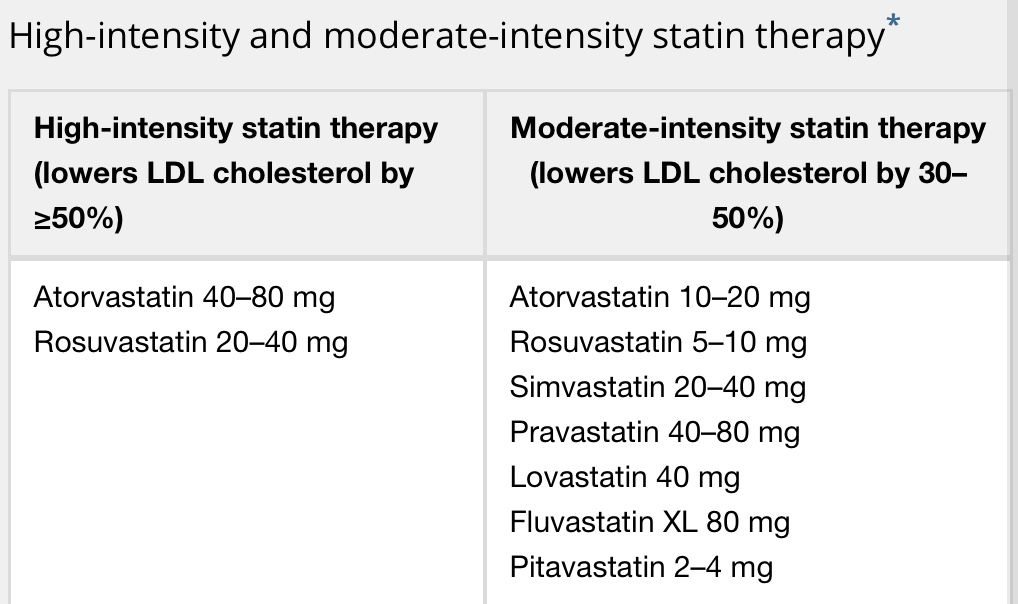 High-intensity and moderate-intensity statin therapy*
High-intensity statin therapy
(lowers LDL cholesterol by
≥50%)
Moderate-intensity statin therapy
(lowers LDL cholesterol by 30–
50%)
Atorvastatin 40–80 mg
Rosuvastatin 20–40 mg
Atorvastatin 10–20 mg
Rosuvastatin 5–10 mg
Simvastatin 20–40 mg
Pravastatin 40–80 mg
Lovastatin 40 mg
Fluvastatin XL 80 mg
Pitavastatin 2–4 mg